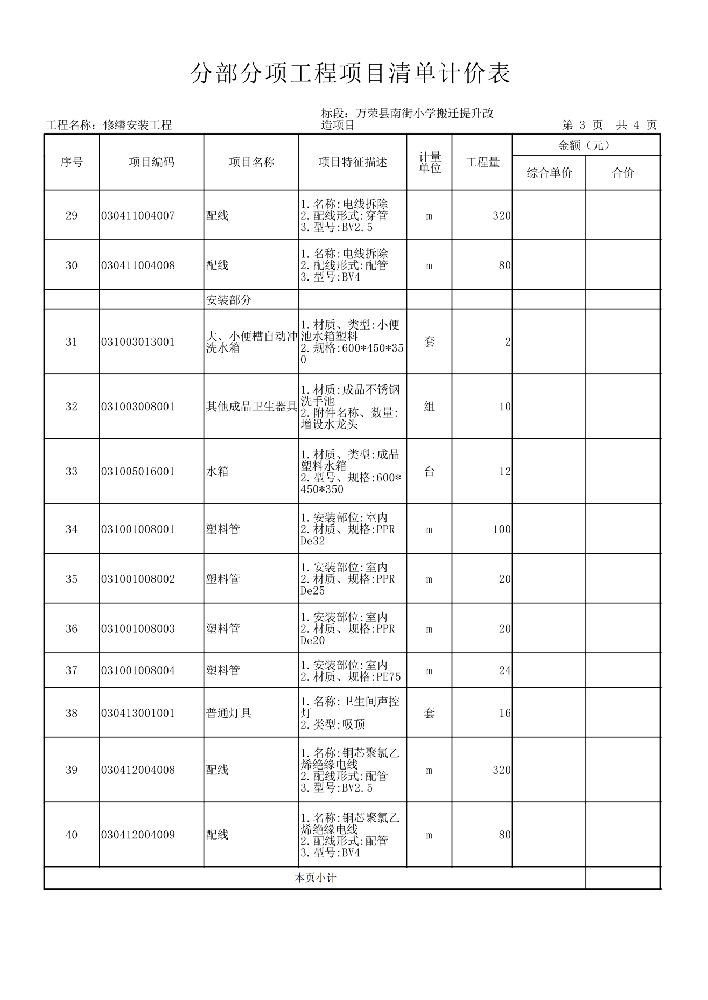 分部分项工程项目清单计价表
工程名称：修缮安装工程
标段：万荣县南街小学搬迁提升改
造项目
第 3 页 共 4 页
序号 项目编码 项目名称 项目特征描述 计量 工程量 金额（元）
单位
综合单价 合价
29 030411004007 配线 1.名称:电线拆除
2.配线形式:穿管
3.型号:BV2.5
m 320
30 030411004008 配线 1.名称:电线拆除
2.配线形式:配管
3.型号:BV4
m 80
安装部分
31 031003013001 大、小便槽自动冲
洗水箱
1.材质、类型:小便
池水箱塑料
2.规格:600*450*35
0
套 2
32 031003008001 其他成品卫生器具 1.材质:成品不锈钢
洗手池
2.附件名称、数量:
增设水龙头
组 10
33 031005016001 水箱 1.材质、类型:成品
塑料水箱
2.型号、规格:600*
450*350
台 12
34 031001008001 塑料管 1.安装部位:室内
2.材质、规格:PPR
De32
m 100
35 031001008002 塑料管 1.安装部位:室内
2.材质、规格:PPR
De25
m 20
36 031001008003 塑料管 1.安装部位:室内
2.材质、规格:PPR
De20
m 20
37 031001008004 塑料管 1.安装部位:室内
2.材质、规格:PE75
m 24
38 030413001001 普通灯具 1.名称:卫生间声控
灯
2.类型:吸顶
套 16
39 030412004008 配线 1.名称:铜芯聚氯乙
烯绝缘电线
2.配线形式:配管
3.型号:BV2.5
m 320
40 030412004009 配线 1.名称:铜芯聚氯乙
烯绝缘电线
2.配线形式:配管
3.型号:BV4
m 80
本页小计